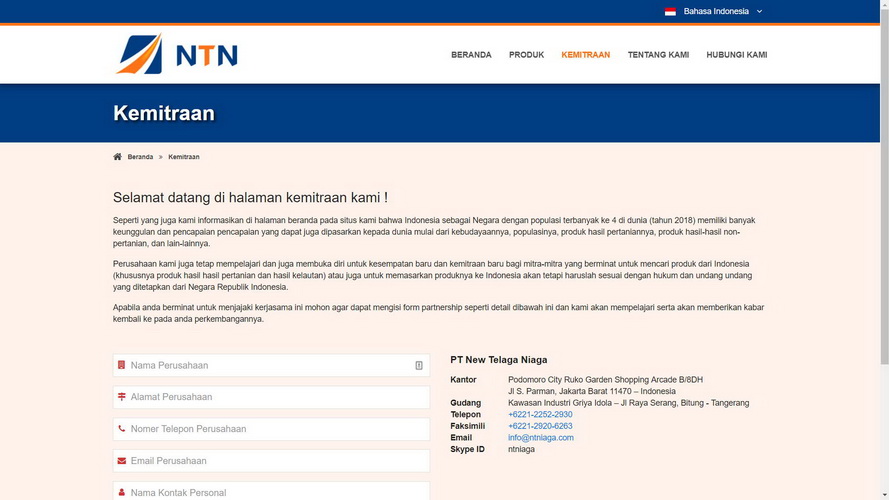 Bahasa Indonesia
NTN
BERANDA PRODUK KEMITRAAN TENTANG KAMI HUBUNGI KAMI
Kemitraan
Beranda » Kemitraan
Selamat datang di halaman kemitraan kami !
Seperti yang juga kami informasikan di halaman beranda pada situs kami bahwa Indonesia sebagai Negara dengan populasi terbanyak ke 4 di dunia (tahun 2018) memiliki banyak
keunggulan dan pencapaian pencapaian yang dapat juga dipasarkan kepada dunia mulai dari kebudayaannya, populasinya, produk hasil pertaniannya, produk hasil-hasil non-
pertanian, dan lain-lainnya.
Perusahaan kami juga tetap mempelajari dan juga membuka diri untuk kesempatan baru dan kemitraan baru bagi mitra-mitra yang berminat untuk mencari produk dari Indonesia
(khususnya produk hasil hasil pertanian dan hasil kelautan) atau juga untuk memasarkan produknya ke Indonesia akan tetapi haruslah sesuai dengan hukum dan undang undang
yang ditetapkan dari Negara Republik Indonesia.
Apabila anda berminat untuk menjajaki kerjasama ini mohon agar dapat mengisi form partnership seperti detail dibawah ini dan kami akan mempelajari serta akan memberikan kabar
kembali ke pada anda perkembangannya.
Nama Perusahaan
Alamat Perusahaan
Nomer Telepon Perusahaan
Email Perusahaan
Nama Kontak Personal
PT New Telaga Niaga
Kantor Podomoro City Ruko Garden Shopping Arcade B/8DH
Jl S. Parman, Jakarta Barat 11470 – Indonesia
Gudang Kawasan Industri Griya Idola – Jl Raya Serang, Bitung - Tangerang
Telepon +6221-2252-2930
Faksimili +6221-2920-6263
Email info@ntniaga.com
Skype ID ntniaga